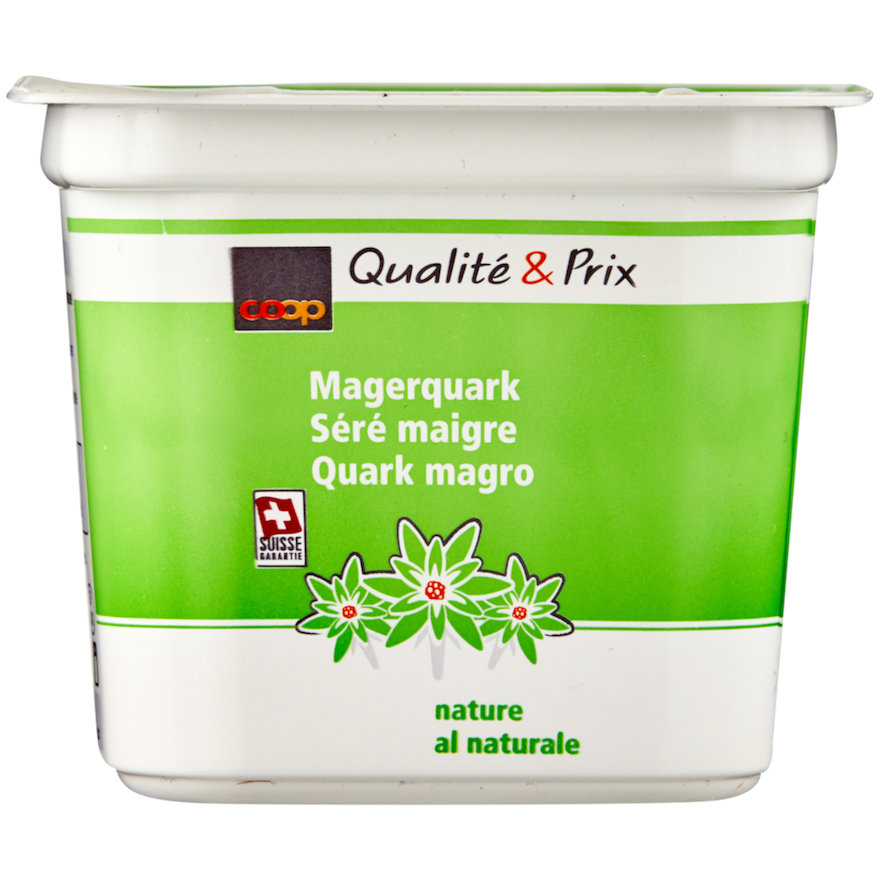 Qualité & Prix
coop
Magerquark
Séré maigre
Quark magro
SUISSE
GARANTIE
nature
al naturale